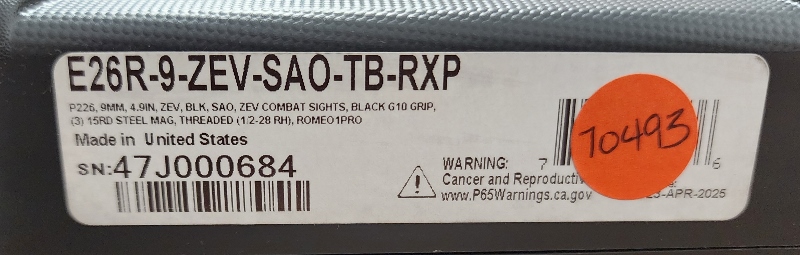 E26R-9-ZEV-SAO-TB-RXP
P226, 9MM, 4.9IN, ZEV, BLK, SAO, ZEV COMBAT SIGHTS, BLACK G10 GRIP,
(3) 15RD STEEL MAG, THREADED (1/2-28 RH), ROMEO1PRO
Made in United States
SN:47J000684
WARNING:
Cancer and Reproductiv
www.P65Warnings.ca.gov
7
6
70493
-APR-2025